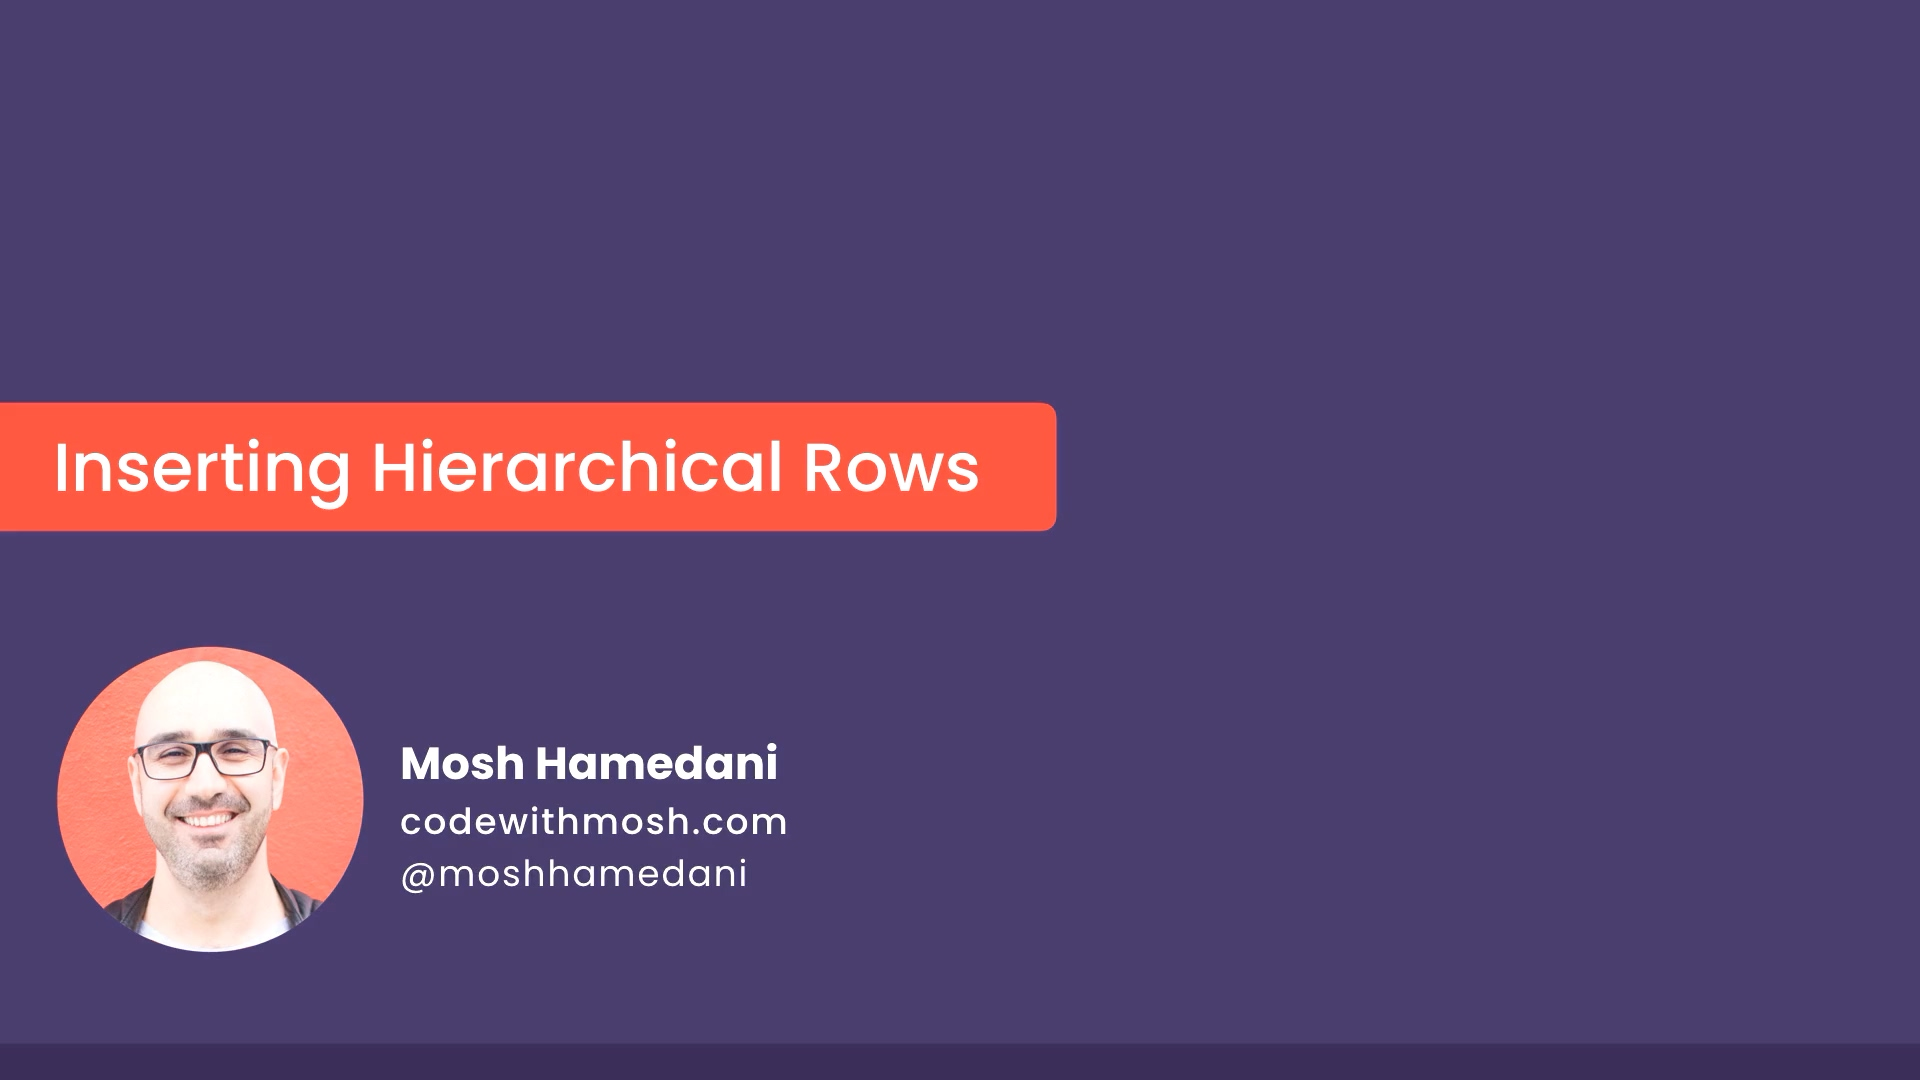 Inserting Hierarchical Rows
Mosh Hamedani
codewithmosh.com
@moshhamedani